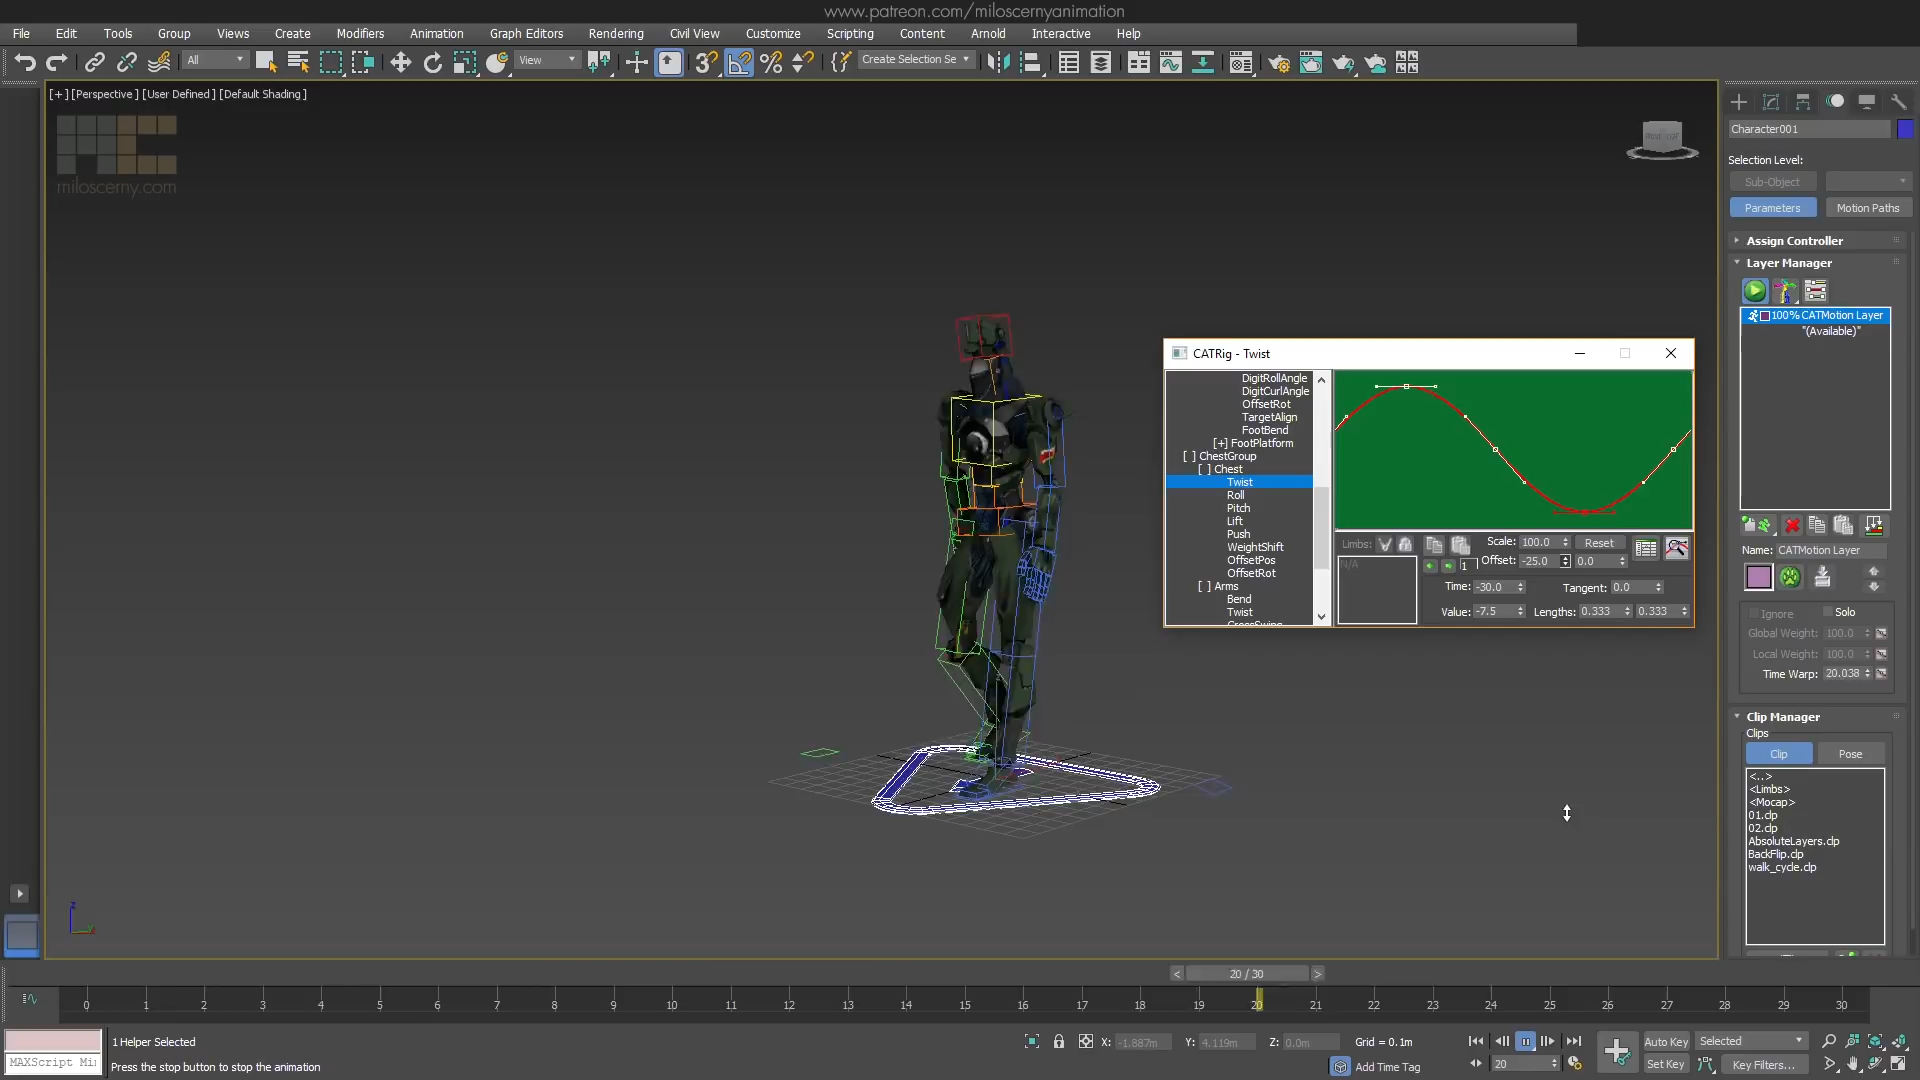 www.patreon.com/miloscernyanimation
File Edit Tools Group Views Create Modifiers Animation Graph Editors Rendering Civil View Customize Scripting Content Arnold Interactive Help
All View Create Selection Se
[+] [Perspective] [User Defined] [Default Shading]
miloscerny.com
Character001
Selection Level:
Sub-Object
Parameters Motion Paths
Assign Controller
Layer Manager
100% CATMotion Layer
"(Available)"
Name: CATMotion Layer
Ignore Solo
Global Weight: 100.0
Local Weight: 100.0
Time Warp: 20.038
Clip Manager
Clips
Clip Pose
<..>
<Limbs>
<Mocap>
01.clp
02.clp
AbsoluteLayers.clp
BackFlip.clp
walk_cycle.clp
CATRig - Twist
DigitRollAngle
DigitCurlAngle
OffsetRot
TargetAlign
FootBend
[+] FootPlatform
[ ] ChestGroup
[ ] Chest
Twist
Roll
Pitch
Lift
Push
WeightShift
OffsetPos
OffsetRot
[ ] Arms
Bend
Twist
CrossSwing
Limbs: Scale: 100.0 Reset
N/A 1 Offset: -25.0 0.0
Time: -30.0 Tangent: 0.0
Value: -7.5 Lengths: 0.333 0.333
< 20 / 30 >
0 1 2 3 4 5 6 7 8 9 10 11 12 13 14 15 16 17 18 19 20 21 22 23 24 25 26 27 28 29 30
1 Helper Selected X: -1.887m Y: 4.119m Z: 0.0m Grid = 0.1m Auto Key Selected
MAXScript Mi Press the stop button to stop the animation Add Time Tag 20 Set Key Key Filters...